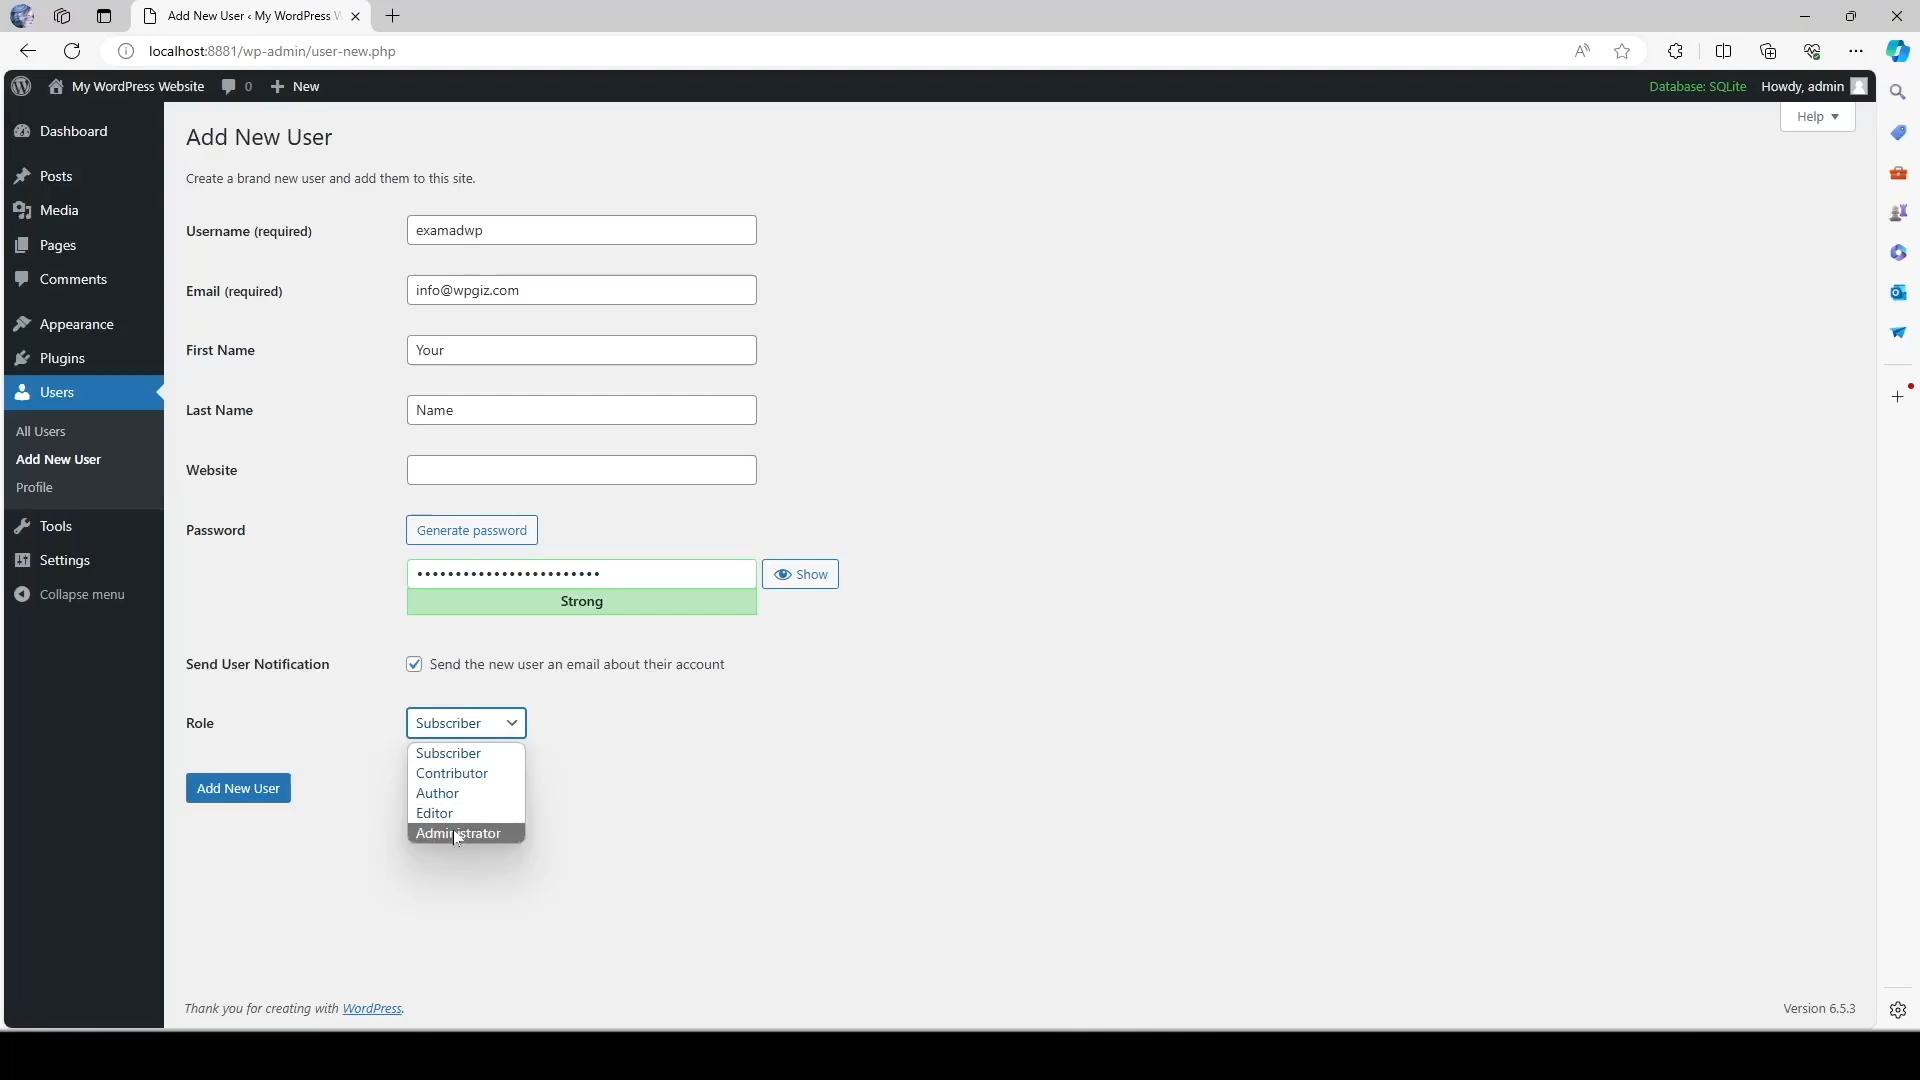 Add New User ‹ My WordPress W
localhost:8881/wp-admin/user-new.php
My WordPress Website 0 New Database: SQLite Howdy, admin
Help
Dashboard
Posts
Media
Pages
Comments
Appearance
Plugins
Users
All Users
Add New User
Profile
Tools
Settings
Collapse menu
Add New User
Create a brand new user and add them to this site.
Username (required) examadwp
Email (required) info@wpgiz.com
First Name Your
Last Name Name
Website
Password Generate password
•••••••••••••••••••••••• Show
Strong
Send User Notification Send the new user an email about their account
Role Subscriber
Subscriber
Contributor
Author
Editor
Administrator
Add New User
Thank you for creating with WordPress. Version 6.5.3